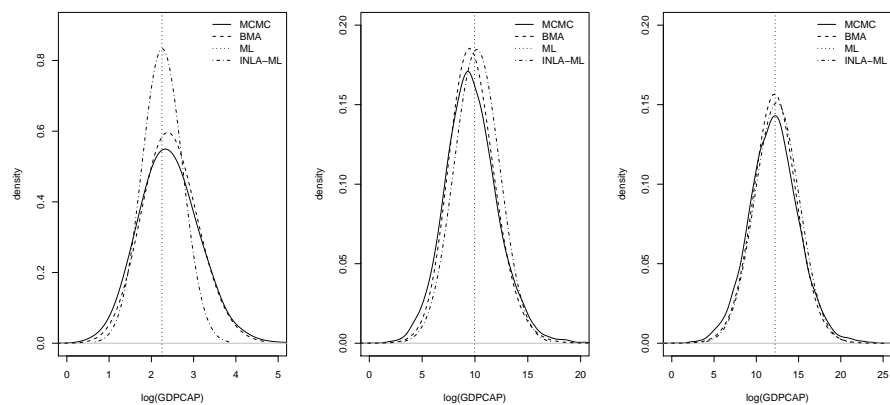 MCMC
BMA
ML
INLA−ML
density
0.0 0.2 0.4 0.6 0.8
0 1 2 3 4 5
log(GDPCAP)
MCMC
BMA
ML
INLA−ML
density
0.00 0.05 0.10 0.15 0.20
0 5 10 15 20
log(GDPCAP)
MCMC
BMA
ML
INLA−ML
density
0.00 0.05 0.10 0.15 0.20
0 5 10 15 20 25
log(GDPCAP)